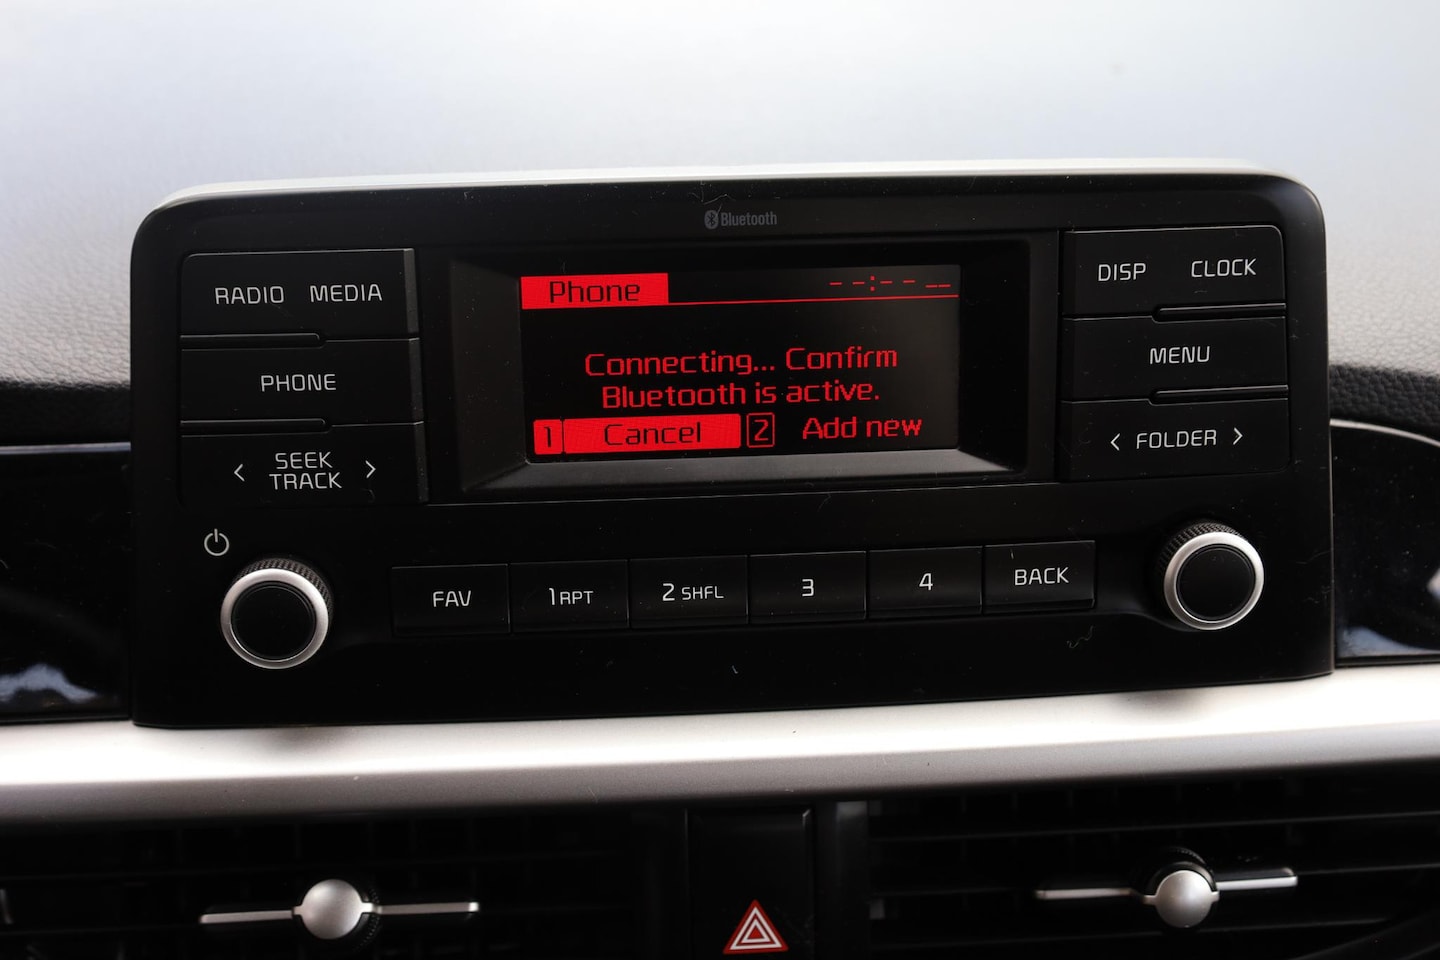 Bluetooth
RADIO MEDIA
PHONE
< SEEK TRACK >
Phone --:-- --
Connecting... Confirm
Bluetooth is active.
1 Cancel 2 Add new
DISP CLOCK
MENU
< FOLDER >
FAV 1 RPT 2 SHFL 3 4 BACK